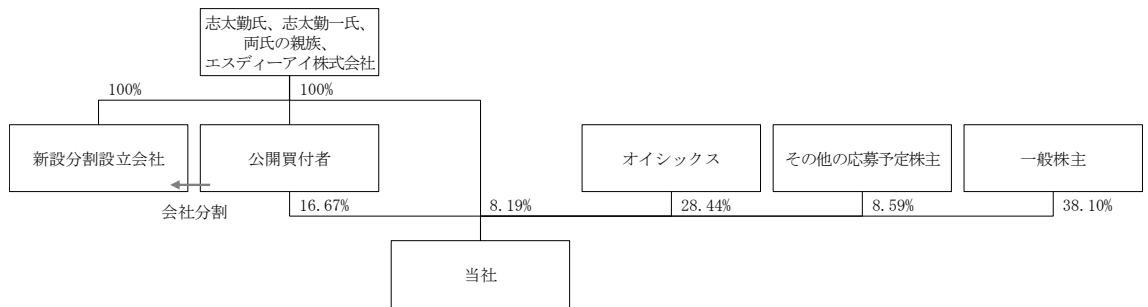 志太勤氏、志太勤一氏、
両氏の親族、
エスディーアイ株式会社
100%
100%
新設分割設立会社
公開買付者
オイシックス
その他の応募予定株主
一般株主
会社分割
16.67%
8.19%
28.44%
8.59%
38.10%
当社